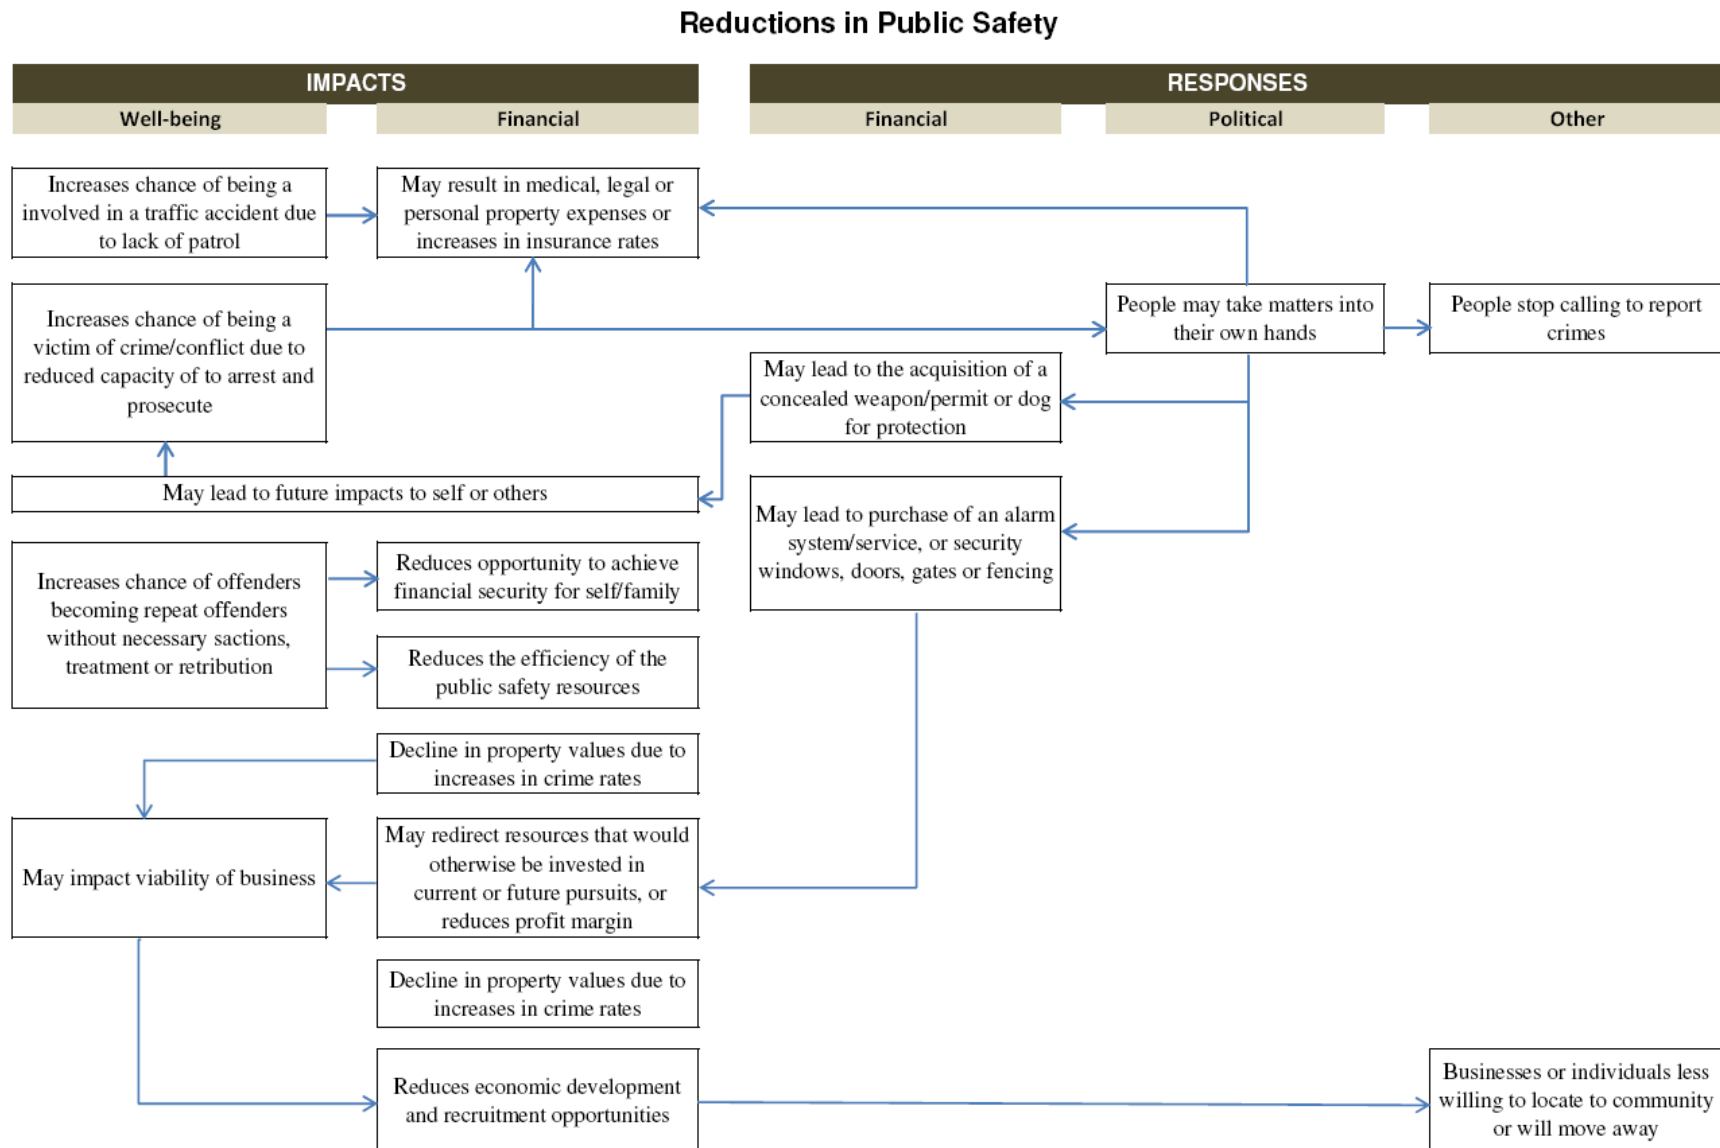 Reductions in Public Safety
IMPACTS
RESPONSES
Well-being
Financial
Financial
Political
Other
Increases chance of being a
involved in a traffic accident due
to lack of patrol
May result in medical, legal or
personal property expenses or
increases in insurance rates
Increases chance of being a
victim of crime/conflict due to
reduced capacity of to arrest and
prosecute
People may take matters into
their own hands
People stop calling to report
crimes
May lead to the acquisition of a
concealed weapon/permit or dog
for protection
May lead to future impacts to self or others
May lead to purchase of an alarm
system/service, or security
windows, doors, gates or fencing
Increases chance of offenders
becoming repeat offenders
without necessary sactions,
treatment or retribution
Reduces opportunity to achieve
financial security for self/family
Reduces the efficiency of the
public safety resources
Decline in property values due to
increases in crime rates
May impact viability of business
May redirect resources that would
otherwise be invested in
current or future pursuits, or
reduces profit margin
Decline in property values due to
increases in crime rates
Reduces economic development
and recruitment opportunities
Businesses or individuals less
willing to locate to community
or will move away